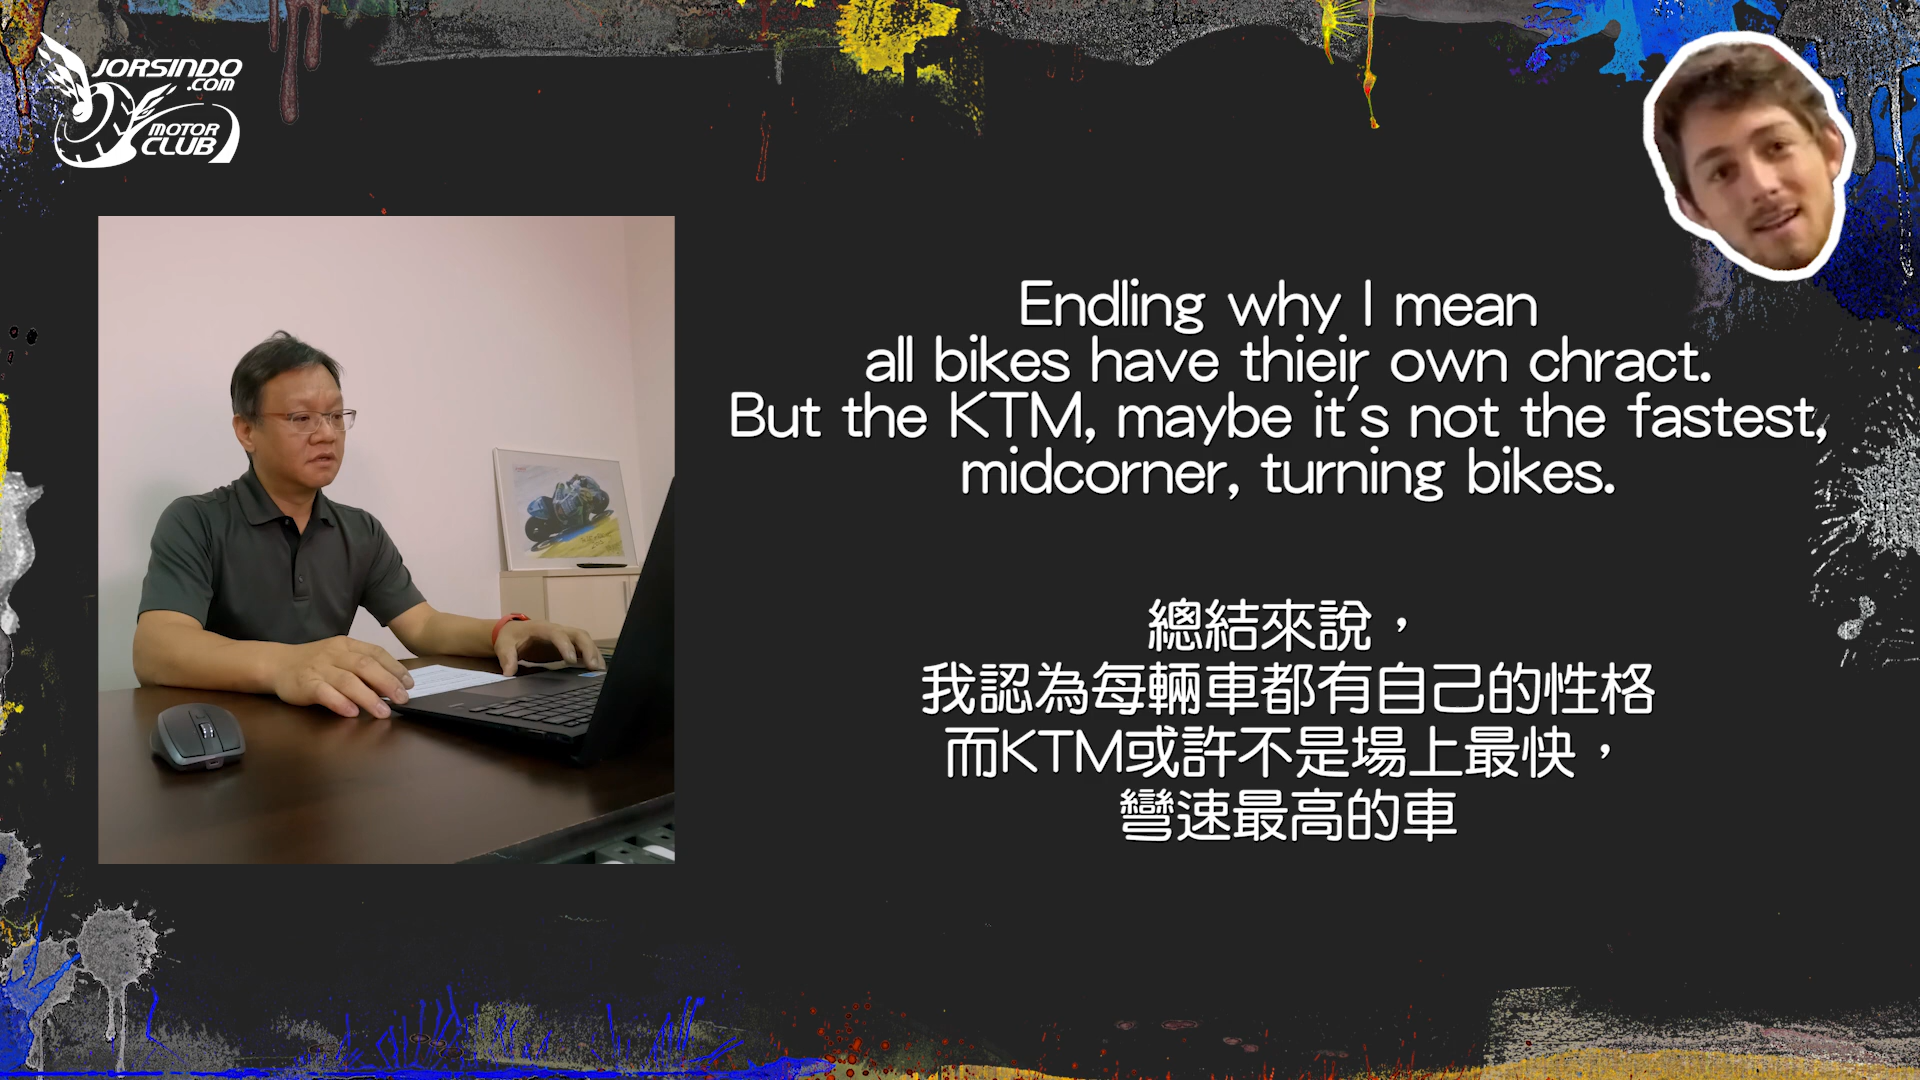 JORSINDO
.COM
MOTOR
CLUB
Endling why I mean
all bikes have thieir own chract.
But the KTM, maybe it's not the fastest,
midcorner, turning bikes.
總結來說，
我認為每輛車都有自己的性格
而KTM或許不是場上最快，
彎速最高的車